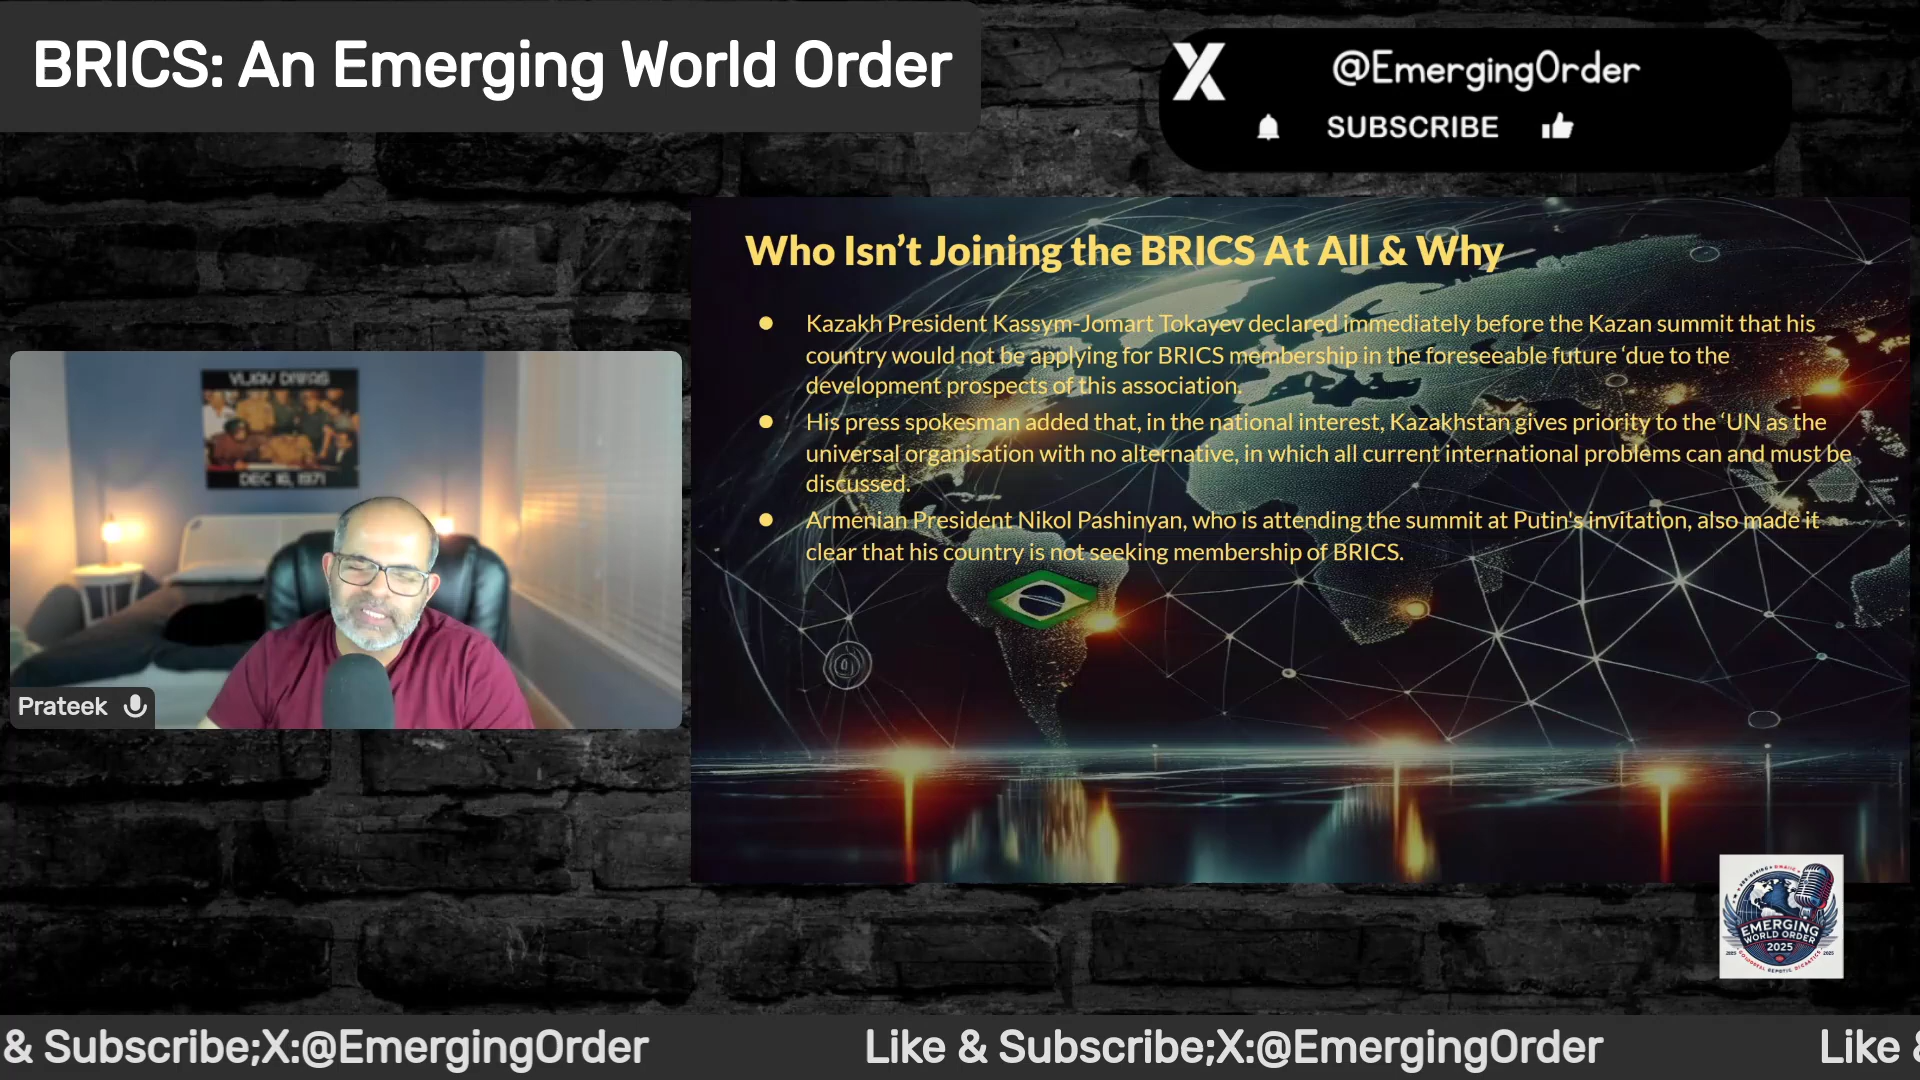 BRICS: An Emerging World Order
@EmergingOrder
SUBSCRIBE
Who Isn’t Joining the BRICS At All & Why
Kazakh President Kassym-Jomart Tokayev declared immediately before the Kazan summit that his
country would not be applying for BRICS membership in the foreseeable future ‘due to the
development prospects of this association.
His press spokesman added that, in the national interest, Kazakhstan gives priority to the ‘UN as the
universal organisation with no alternative, in which all current international problems can and must be
discussed.
Armenian President Nikol Pashinyan, who is attending the summit at Putin's invitation, also made it
clear that his country is not seeking membership of BRICS.
VIJAY DIWAS
DEC 16, 1971
Prateek
EMERGING
WORLD ORDER
2025
& Subscribe;X:@EmergingOrder
Like & Subscribe;X:@EmergingOrder
Like &